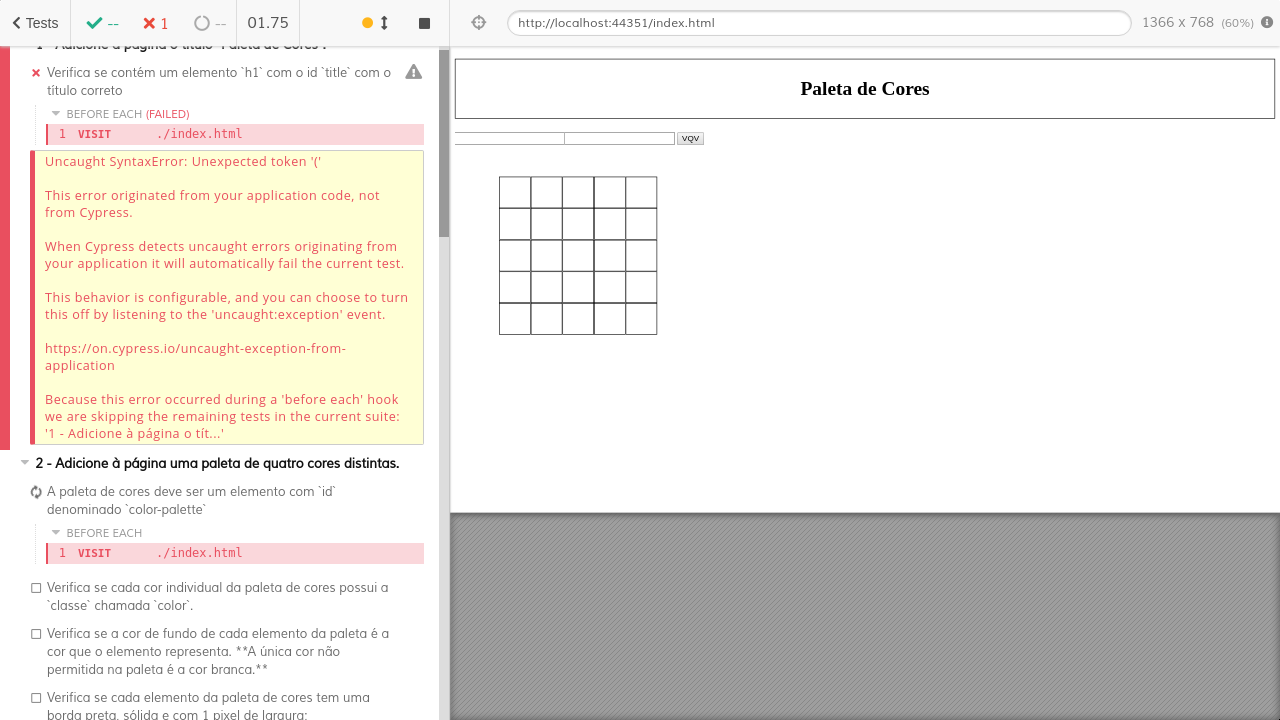 Tests
--
1
--
01.75
http://localhost:44351/index.html
1366 x 768 (60%)
1 - Adicione à página o título "Paleta de Cores".
Verifica se contém um elemento `h1` com o id `title` com o
título correto
BEFORE EACH (FAILED)
1 VISIT ./index.html
Uncaught SyntaxError: Unexpected token '('
This error originated from your application code, not
from Cypress.
When Cypress detects uncaught errors originating from
your application it will automatically fail the current test.
This behavior is configurable, and you can choose to turn
this off by listening to the 'uncaught:exception' event.
https://on.cypress.io/uncaught-exception-from-
application
Because this error occurred during a 'before each' hook
we are skipping the remaining tests in the current suite:
'1 - Adicione à página o tít...'
2 - Adicione à página uma paleta de quatro cores distintas.
A paleta de cores deve ser um elemento com `id`
denominado `color-palette`
BEFORE EACH
1 VISIT ./index.html
Verifica se cada cor individual da paleta de cores possui a
`classe` chamada `color`.
Verifica se a cor de fundo de cada elemento da paleta é a
cor que o elemento representa. **A única cor não
permitida na paleta é a cor branca.**
Verifica se cada elemento da paleta de cores tem uma
borda preta, sólida e com 1 pixel de largura;
Paleta de Cores
VQV